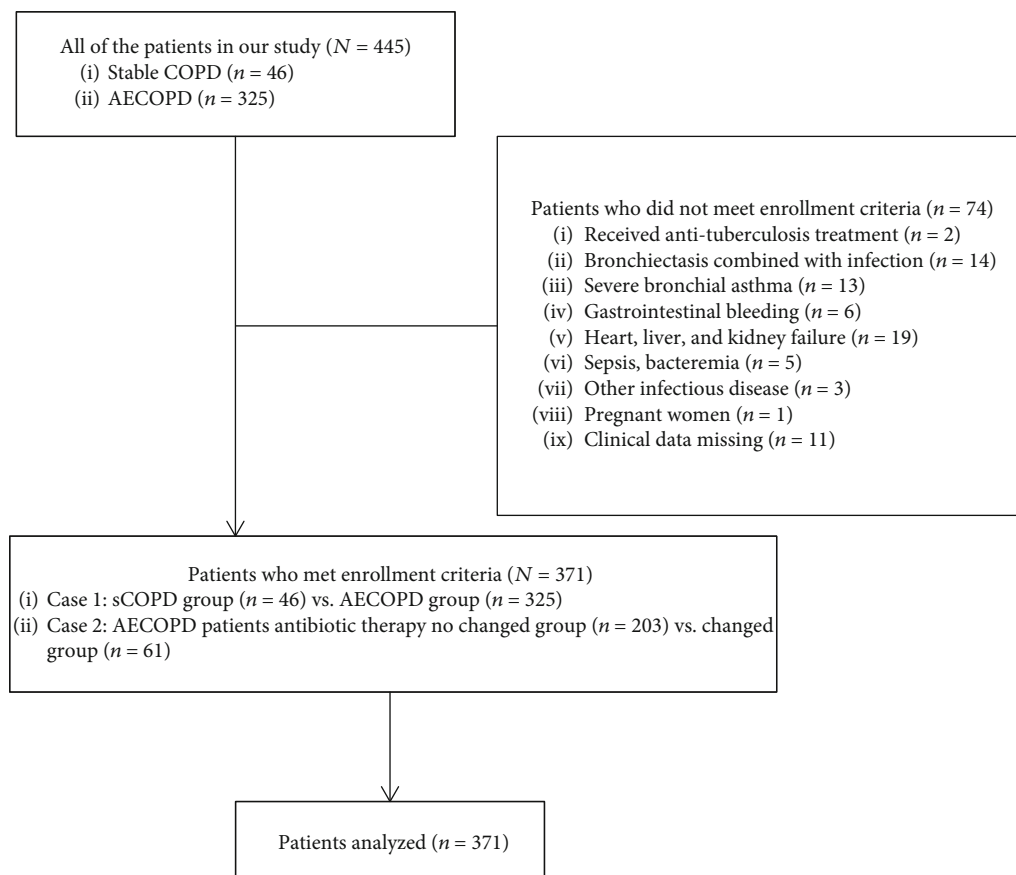 All of the patients in our study (N = 445)
(i) Stable COPD (n = 46)
(ii) AECOPD (n = 325)
Patients who did not meet enrollment criteria (n = 74)
(i) Received anti-tuberculosis treatment (n = 2)
(ii) Bronchiectasis combined with infection (n = 14)
(iii) Severe bronchial asthma (n = 13)
(iv) Gastrointestinal bleeding (n = 6)
(v) Heart, liver, and kidney failure (n = 19)
(vi) Sepsis, bacteremia (n = 5)
(vii) Other infectious disease (n = 3)
(viii) Pregnant women (n = 1)
(ix) Clinical data missing (n = 11)
Patients who met enrollment criteria (N = 371)
(i) Case 1: sCOPD group (n = 46) vs. AECOPD group (n = 325)
(ii) Case 2: AECOPD patients antibiotic therapy no changed group (n = 203) vs. changed
group (n = 61)
Patients analyzed (n = 371)